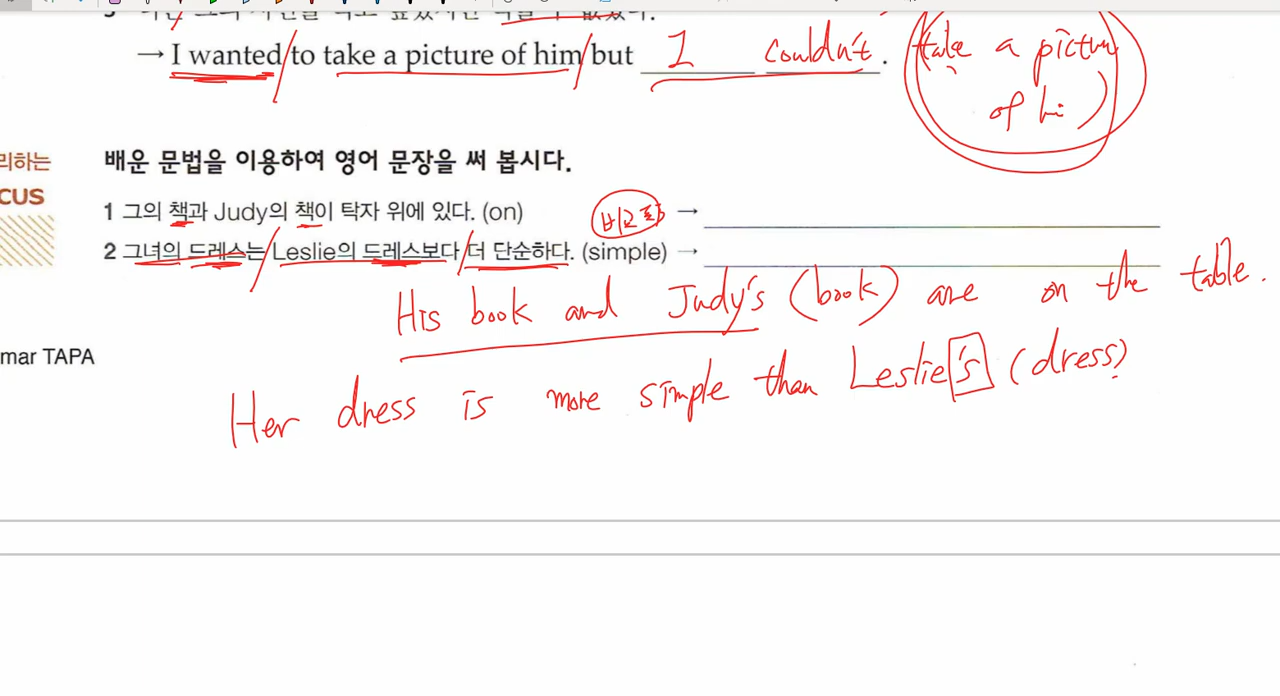 → I wanted/to take a picture of him/but I couldn't. (take a picture
of hi )
리하는
배운 문법을 이용하여 영어 문장을 써 봅시다.
CUS
1 그의 책과 Judy의 책이 탁자 위에 있다. (on) →
비교
2 그녀의 드레스는/Leslie의 드레스보다/더 단순하다. (simple) →
His book and Judy's (book) are on the table.
mar TAPA
Her dress is more simple than Leslie's (dress)